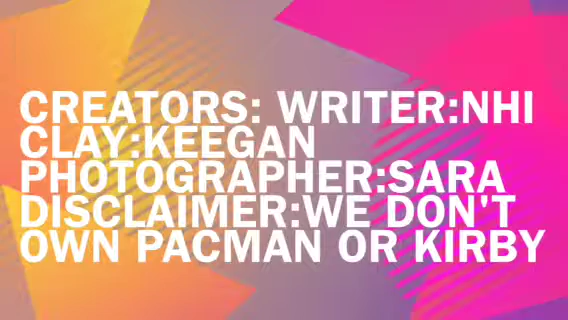 CREATORS: WRITER:NHI
CLAY:KEEGAN
PHOTOGRAPHER:SARA
DISCLAIMER:WE DON'T
OWN PACMAN OR KIRBY